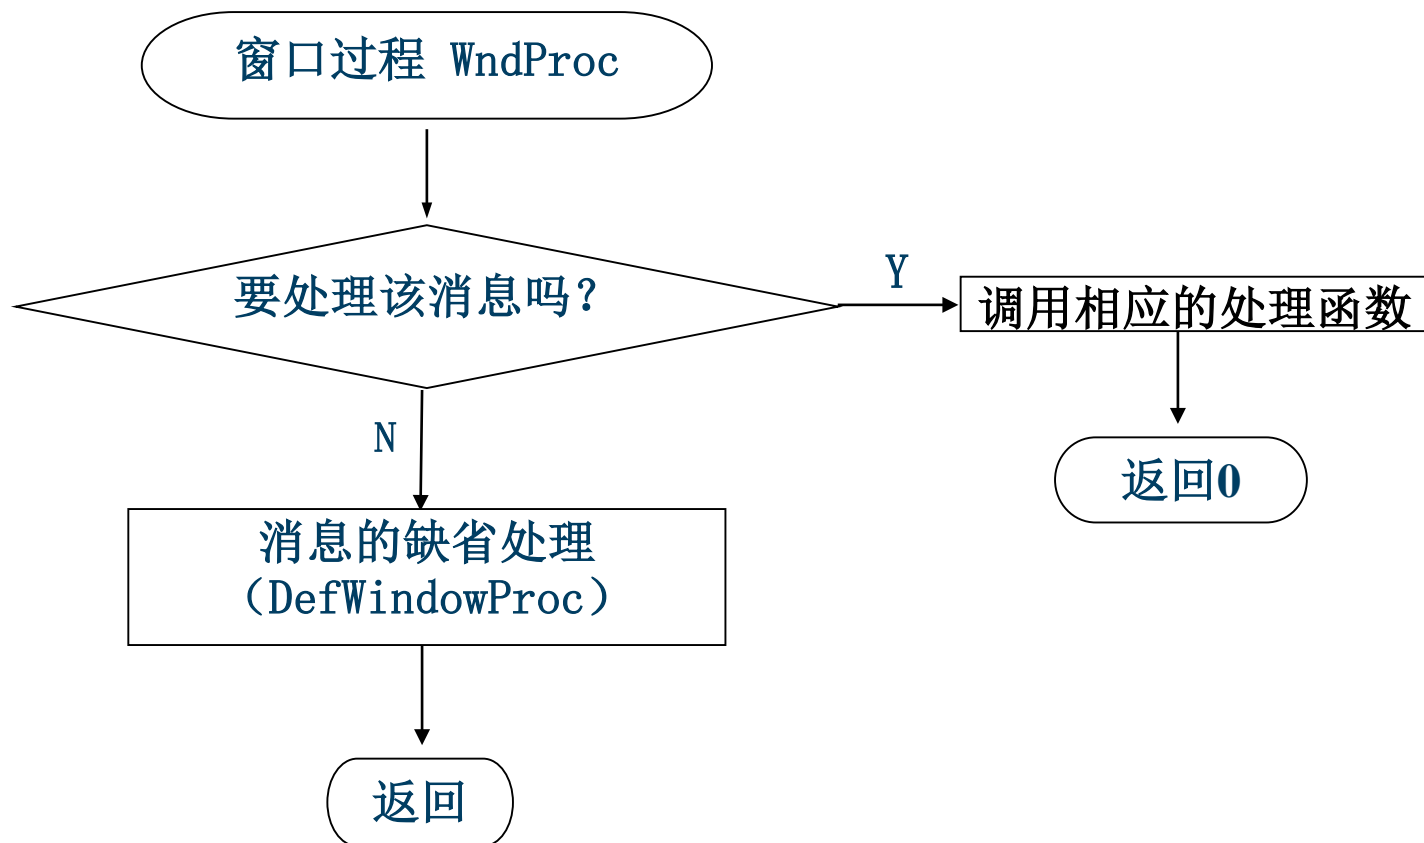 窗口过程 WndProc
要处理该消息吗?
Y
调用相应的处理函数
N
返回0
消息的缺省处理
（DefWindowProc）
返回